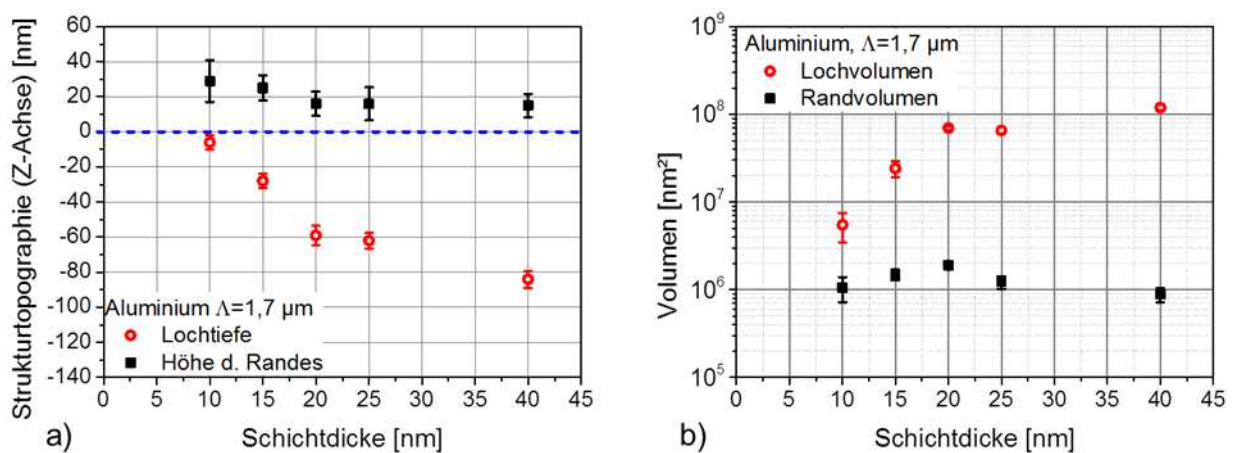 Strukturtopographie (Z-Achse) [nm]
60
40
20
0
-20
-40
-60
-80
-100
-120
-140
Aluminium Λ=1,7 µm
Lochtiefe
Höhe d. Randes
0 5 10 15 20 25 30 35 40 45
a) Schichtdicke [nm]
Volumen [nm²]
10⁹
10⁸
10⁷
10⁶
10⁵
Aluminium, Λ=1,7 µm
Lochvolumen
Randvolumen
0 5 10 15 20 25 30 35 40 45
b) Schichtdicke [nm]